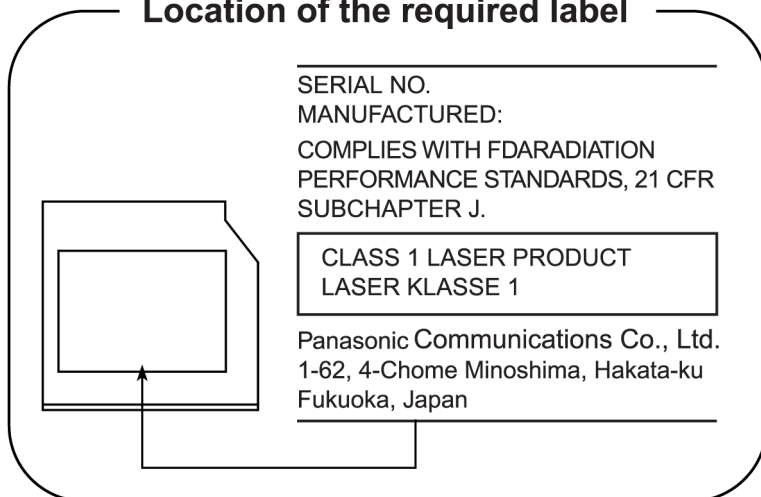 Location of the required label
SERIAL NO.
MANUFACTURED:
COMPLIES WITH FDARADIATION
PERFORMANCE STANDARDS, 21 CFR
SUBCHAPTER J.
CLASS 1 LASER PRODUCT
LASER KLASSE 1
Panasonic Communications Co., Ltd.
1-62, 4-Chome Minoshima, Hakata-ku
Fukuoka, Japan